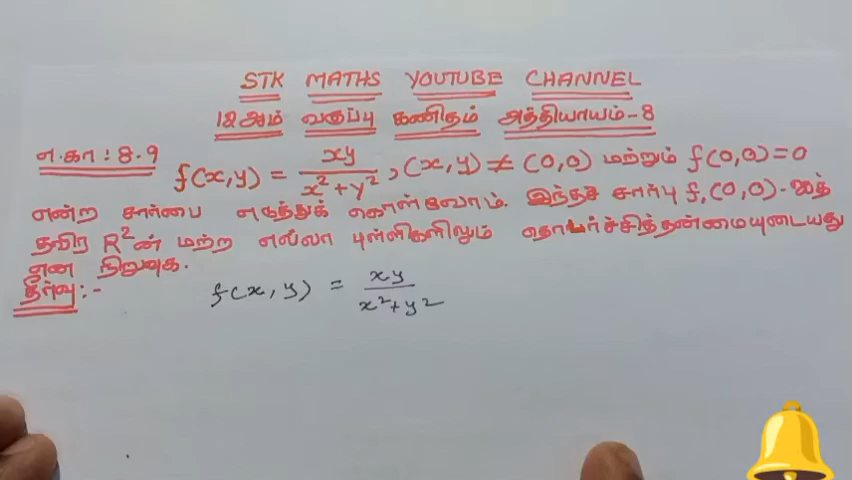 STK MATHS YOUTUBE CHANNEL
12ஆம் வகுப்பு கணிதம் அத்தியாயம்-8
எ.கா : 8.9 f(x,y) = xy / x²+y² , (x,y) ≠ (0,0) மற்றும் f(0,0)=0
என்ற சார்பை எடுத்துக் கொள்வோம். இந்தச் சார்பு f, (0,0)-ஐத்
தவிர R²ன் மற்ற எல்லா புள்ளிகளிலும் தொடர்ச்சித்தன்மையுடையது
என நிறுவுக.
தீர்வு :-
f(x,y) = xy / x²+y²